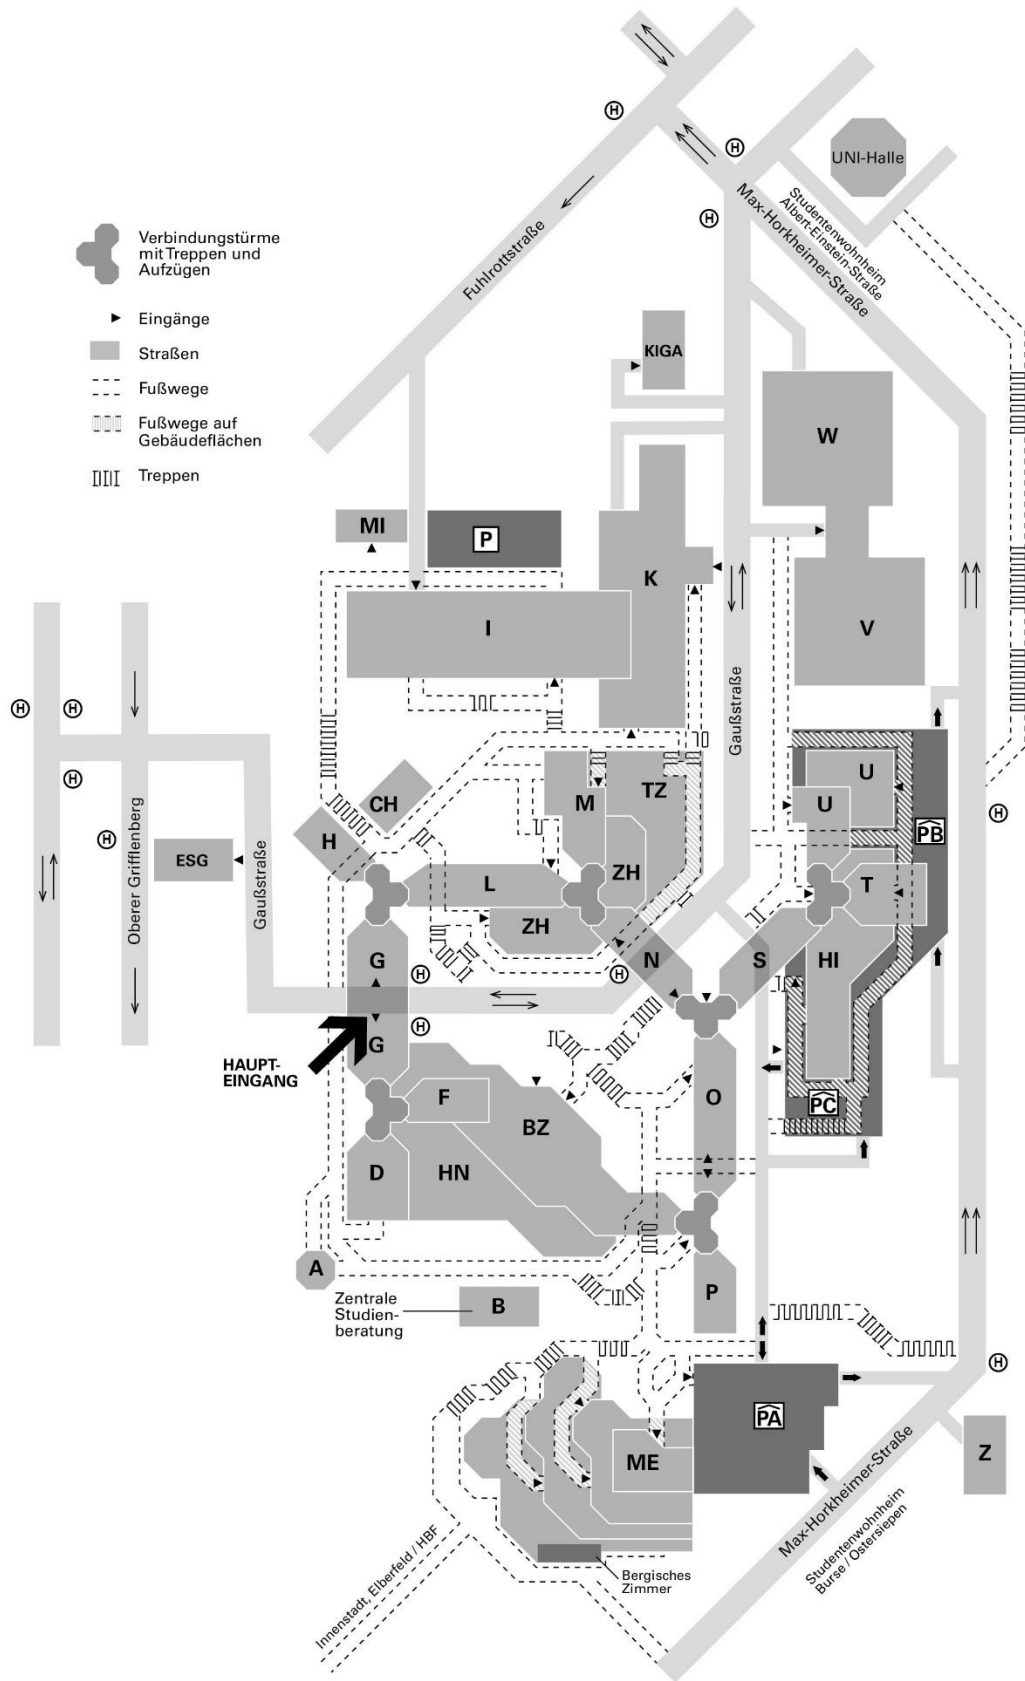 H
H
H
UNI-Halle
Studentenwohnheim
Albert-Einstein-Straße
Max-Horkheimer-Straße
Fuhlrottstraße
Verbindungstürme
mit Treppen und
Aufzügen
Eingänge
Straßen
Fußwege
Fußwege auf
Gebäudeflächen
Treppen
KIGA
W
MI
P
K
I
V
Gaußstraße
H
H
H
H
Oberer Grifflenberg
Gaußstraße
ESG
CH
H
M
TZ
U
U
PB
H
L
ZH
ZH
T
G
N
S
HI
H
H
H
G
HAUPT-
EINGANG
F
BZ
O
PC
D
HN
A
B
P
Zentrale
Studien-
beratung
H
PA
ME
Z
Max-Horkheimer-Straße
Studentenwohnheim
Burse / Ostersiepen
Bergisches
Zimmer
Innenstadt, Elberfeld / HBF